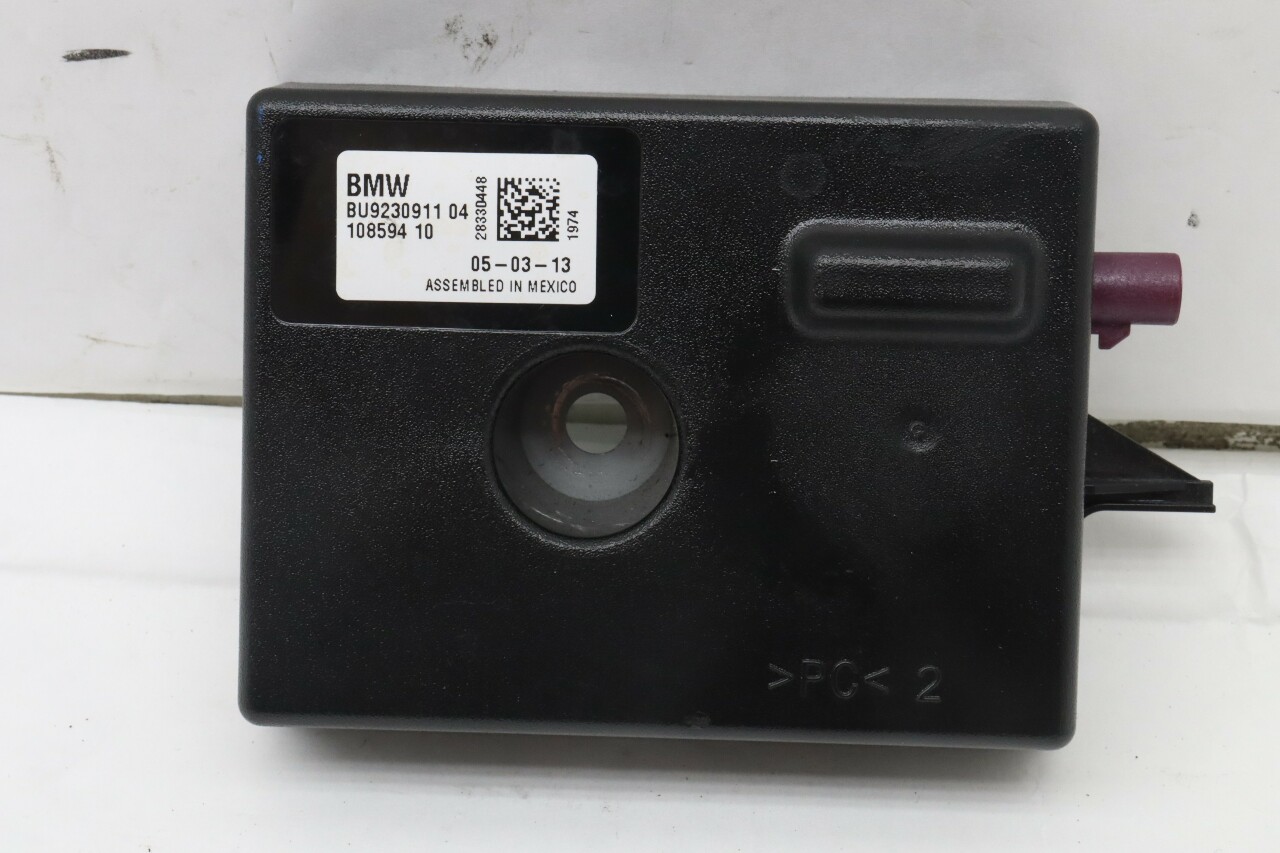 BMW
BU9230911 04
108594 10
28330448
1974
05-03-13
ASSEMBLED IN MEXICO
>PC< 2